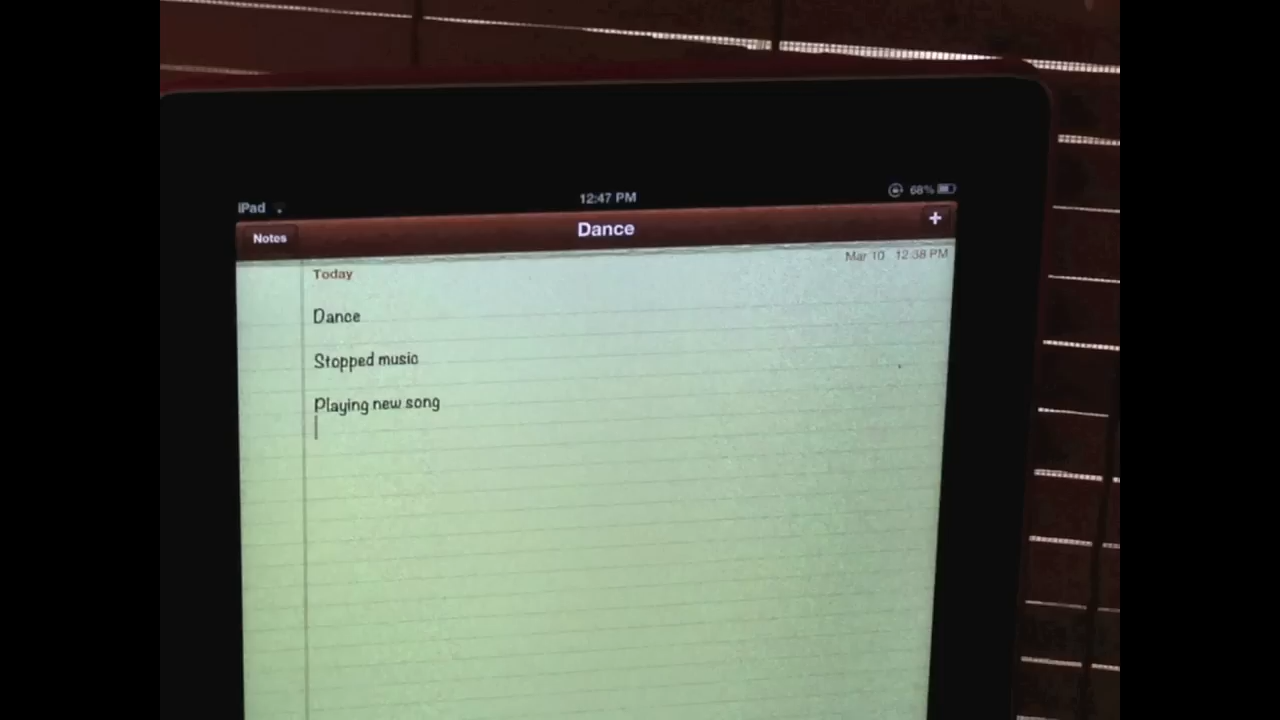 iPad 12:47 PM 68%
Notes Dance +
Today Mar 10 12:38 PM
Dance
Stopped music
Playing new song